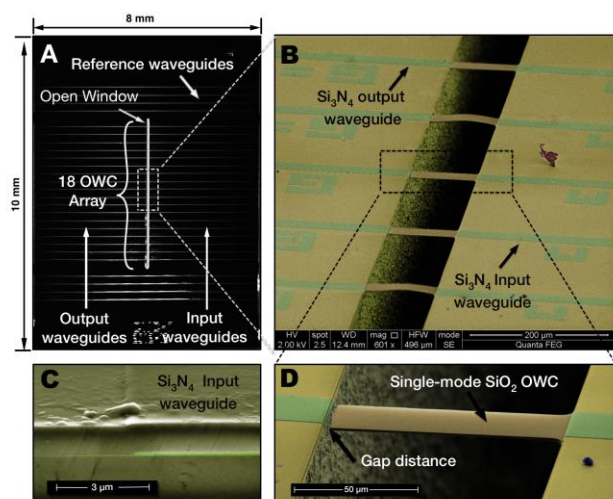 8 mm
10 mm
A
Reference waveguides
Open Window
18 OWC
Array
Output
waveguides
Input
waveguides
B
Si₃N₄ output
waveguide
Si₃N₄ Input
waveguide
HV
2.00 kV
spot
2.5
WD
12.4 mm
mag
601 x
HFW
496 µm
mode
SE
200 µm
Quanta FEG
C
Si₃N₄ Input
waveguide
3 µm
D
Single-mode SiO₂ OWC
Gap distance
50 µm